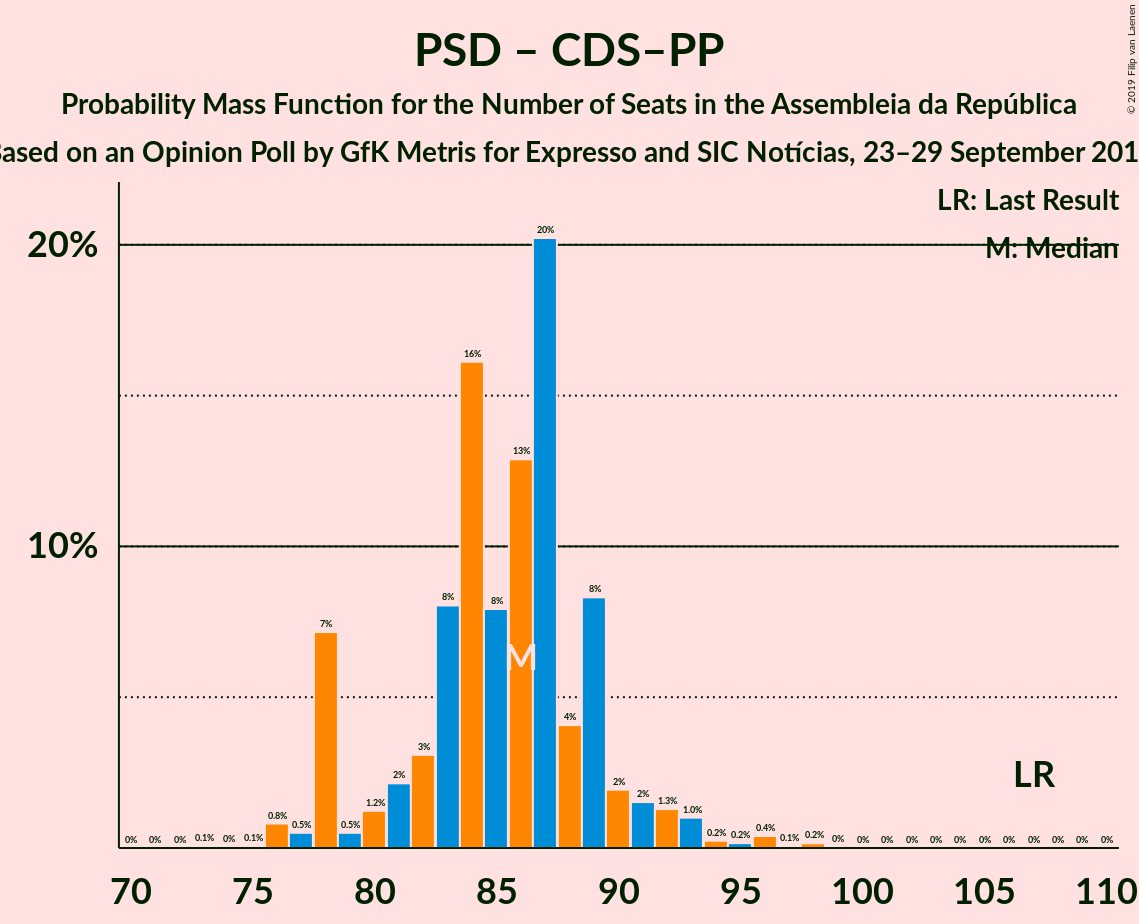 PSD – CDS–PP
Probability Mass Function for the Number of Seats in the Assembleia da República
ased on an Opinion Poll by GfK Metris for Expresso and SIC Notícias, 23–29 September 201
© 2019 Filip van Laenen
LR: Last Result
M: Median
20%
10%
0% 0% 0% 0.1% 0% 0.1% 0.8% 0.5% 7% 0.5% 1.2% 2% 3% 8% 16% 8% 13% 20% 4% 8% 2% 2% 1.3% 1.0% 0.2% 0.2% 0.4% 0.1% 0.2% 0% 0% 0% 0% 0% 0% 0% 0% 0% 0% 0% 0%
M
LR
70 75 80 85 90 95 100 105 110